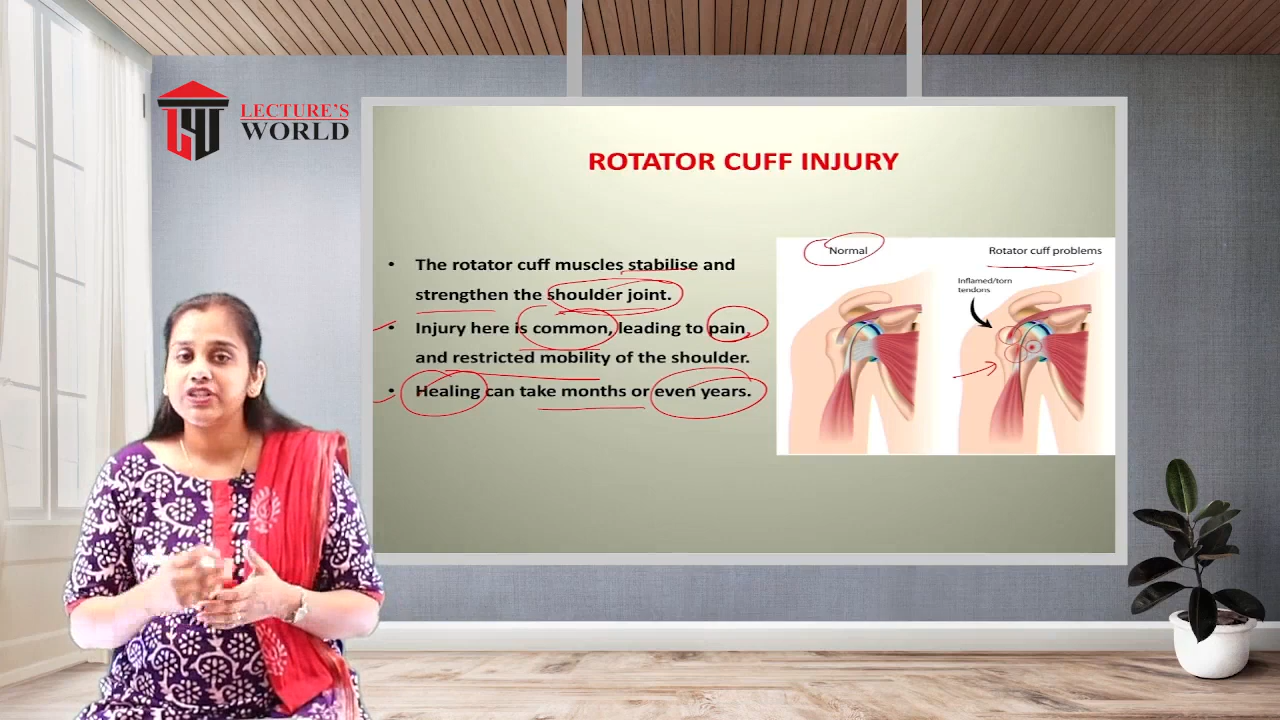 LECTURE'S
WORLD
ROTATOR CUFF INJURY
• The rotator cuff muscles stabilise and
strengthen the shoulder joint.
• Injury here is common, leading to pain
and restricted mobility of the shoulder.
• Healing can take months or even years.
Normal
Rotator cuff problems
Inflamed/torn
tendons